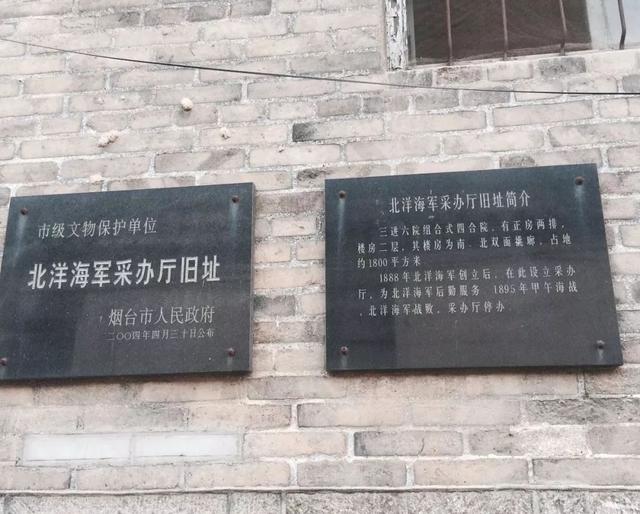 市级文物保护单位
北洋海军采办厅旧址
烟台市人民政府
二〇〇四年四月三十日公布
北洋海军采办厅旧址简介
三进六院组合式四合院，有正房两排，
楼房二层，其楼房为南、北双面撬廊，占地
约1800平方米
1888年北洋海军创立后，在此设立采办
厅，为北洋海军后勤服务 1895年甲午海战
，北洋海军战败，采办厅停办